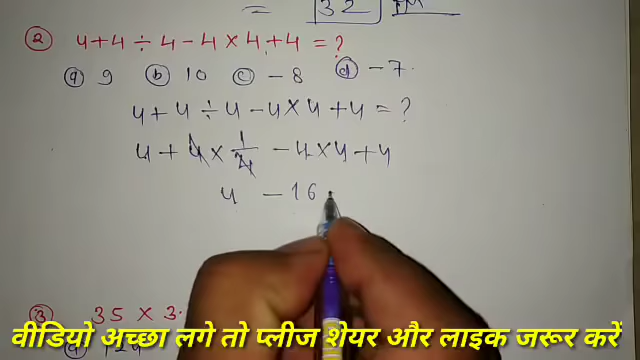 = 32
② 4+4÷4-4×4+4=?
ⓐ 9 ⓑ 10 ⓒ -8 ⓓ -7.
4+4÷4-4×4+4=?
4+4×1/4-4×4+4
4 -16
③ 35 × 3
वीडियो अच्छा लगे तो प्लीज शेयर और लाइक जरूर करें